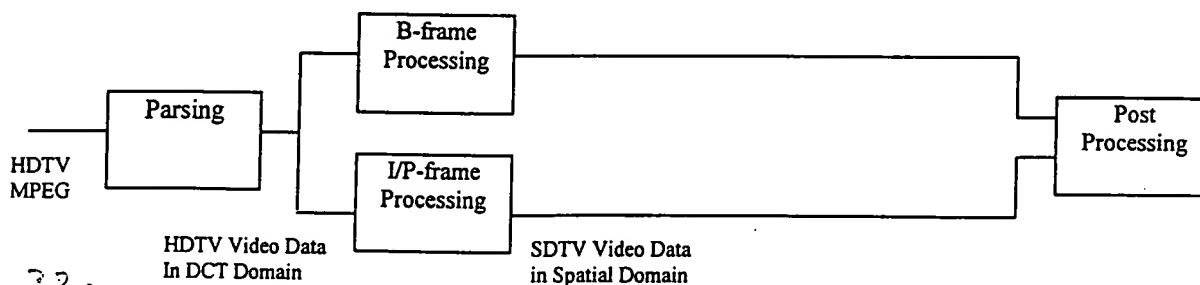 B-frame
Processing
Parsing
Post
Processing
HDTV
MPEG
I/P-frame
Processing
HDTV Video Data
In DCT Domain
SDTV Video Data
in Spatial Domain